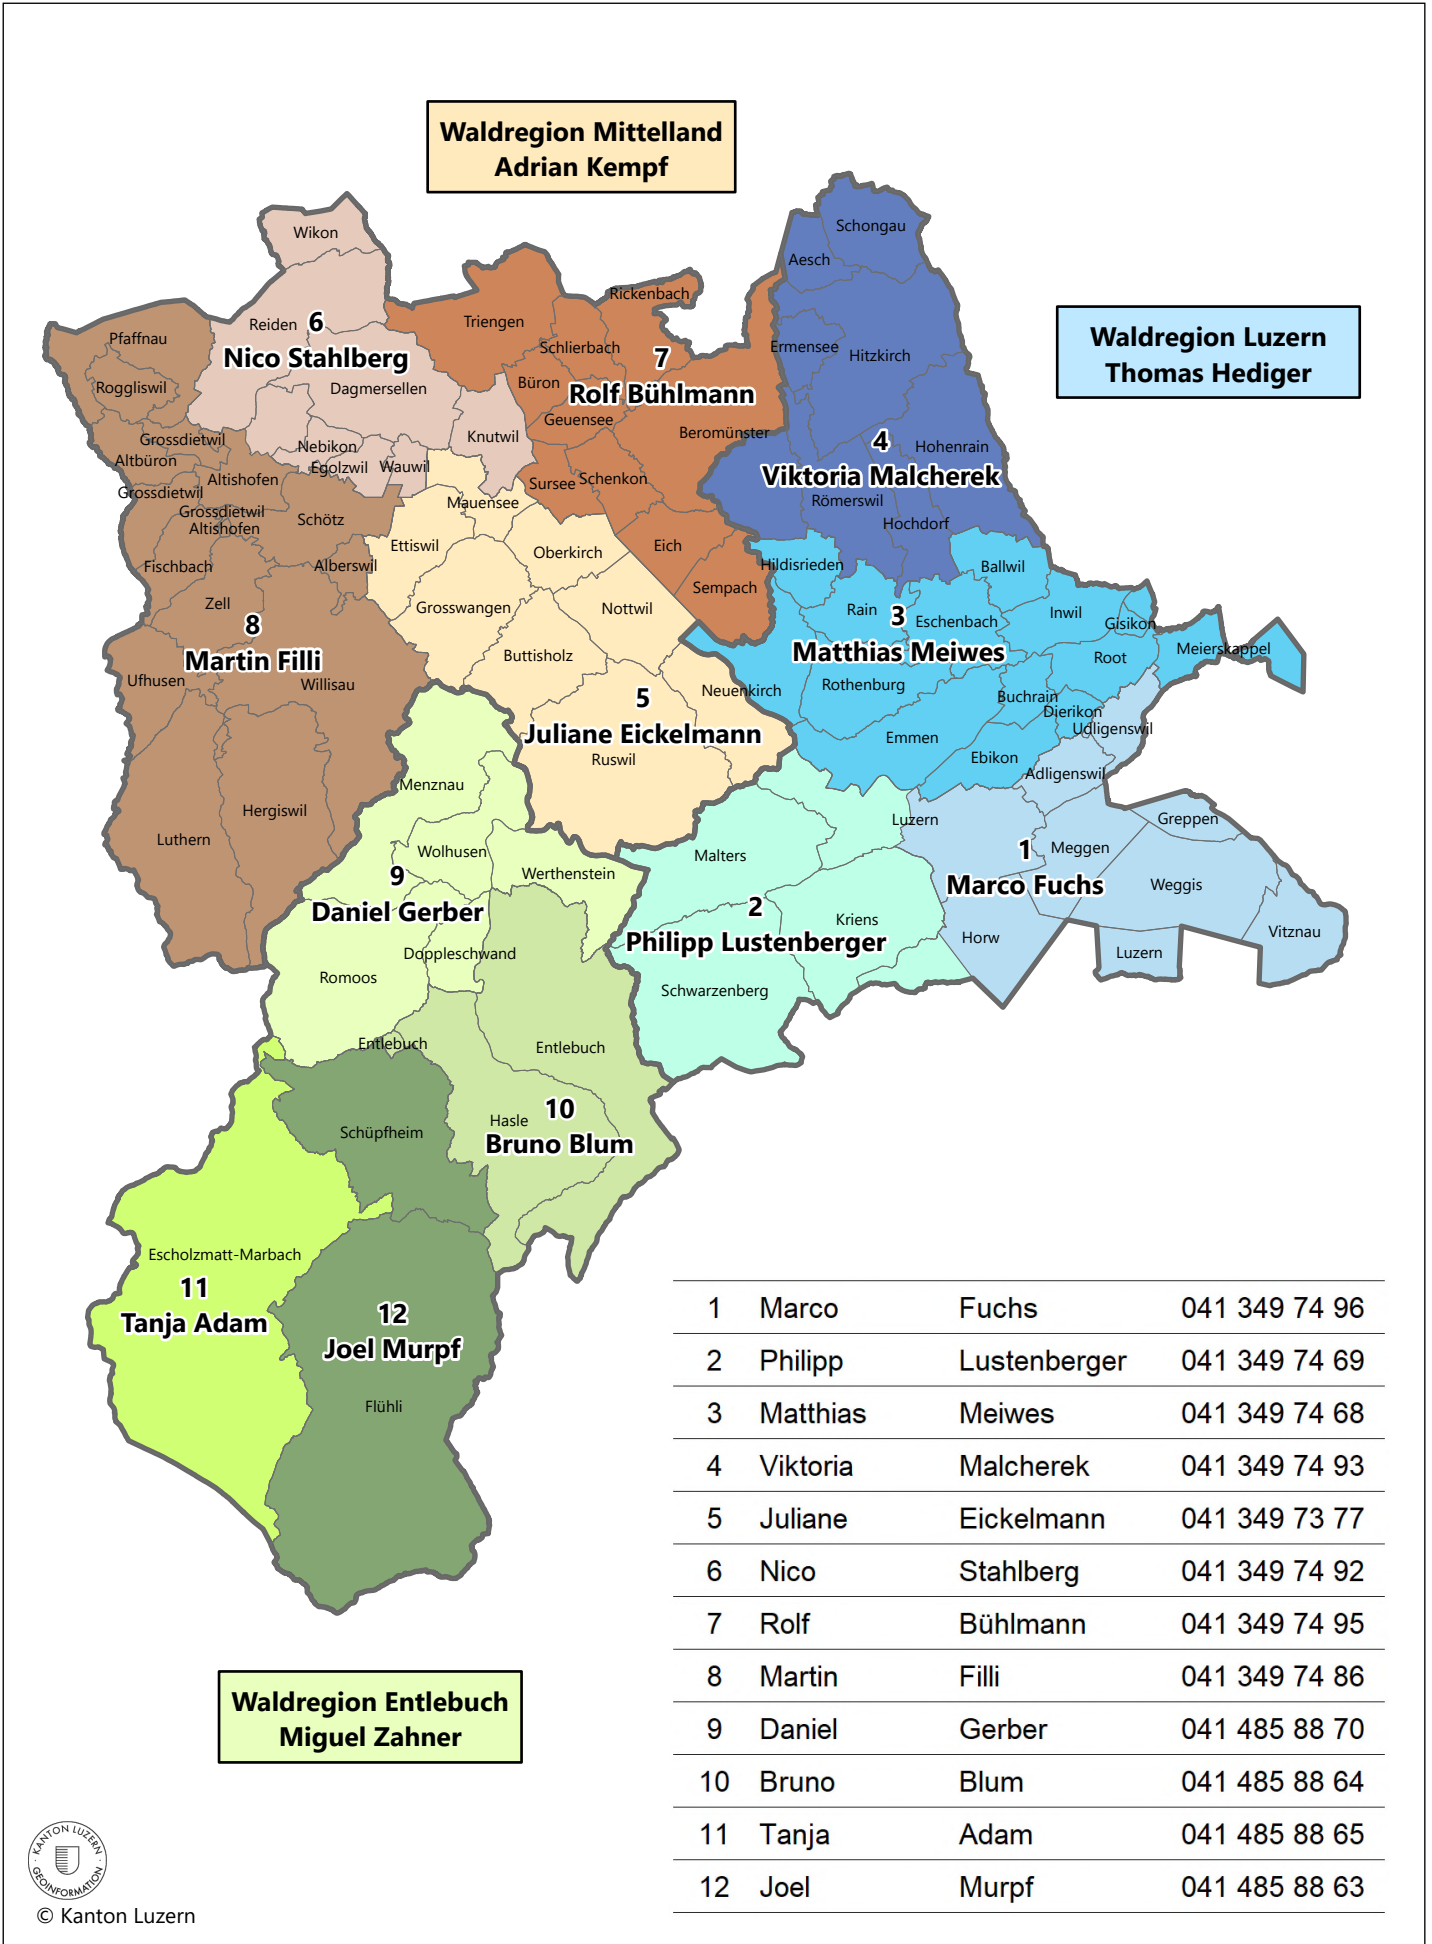 Waldregion Mittelland
Adrian Kempf
Waldregion Luzern
Thomas Hediger
Wikon
Reiden
6
Nico Stahlberg
Dagmersellen
Nebikon
Egolzwil
Wauwil
Knutwil
Triengen
Rickenbach
Schlierbach
7
Rolf Bühlmann
Büron
Geuensee
Beromünster
Sursee
Schenkon
Eich
Sempach
Schongau
Aesch
Ermensee
Hitzkirch
4
Hohenrain
Viktoria Malcherek
Römerswil
Hochdorf
Pfaffnau
Roggliswil
Grossdietwil
Altbüron
Altishofen
Grossdietwil
Grossdietwil
Altishofen
Schötz
Fischbach
Alberswil
Zell
8
Martin Filli
Ufhusen
Willisau
Hergiswil
Luthern
Mauensee
Ettiswil
Oberkirch
Grosswangen
Nottwil
Buttisholz
5
Neuenkirch
Juliane Eickelmann
Ruswil
Hildisrieden
Ballwil
Rain
3
Eschenbach
Inwil
Gisikon
Matthias Meiwes
Root
Meierskappel
Rothenburg
Buchrain
Dierikon
Udligenswil
Emmen
Ebikon
Adligenswil
Luzern
Greppen
1
Meggen
Marco Fuchs
Weggis
Horw
Luzern
Vitznau
Malters
2
Kriens
Philipp Lustenberger
Schwarzenberg
Menznau
Wolhusen
9
Werthenstein
Daniel Gerber
Doppleschwand
Romoos
Entlebuch
Entlebuch
Hasle
10
Bruno Blum
Schüpfheim
Escholzmatt-Marbach
11
Tanja Adam
12
Joel Murpf
Flühli
1 Marco Fuchs 041 349 74 96
2 Philipp Lustenberger 041 349 74 69
3 Matthias Meiwes 041 349 74 68
4 Viktoria Malcherek 041 349 74 93
5 Juliane Eickelmann 041 349 73 77
6 Nico Stahlberg 041 349 74 92
7 Rolf Bühlmann 041 349 74 95
8 Martin Filli 041 349 74 86
9 Daniel Gerber 041 485 88 70
10 Bruno Blum 041 485 88 64
11 Tanja Adam 041 485 88 65
12 Joel Murpf 041 485 88 63
Waldregion Entlebuch
Miguel Zahner
KANTON LUZERN
GEOINFORMATION
© Kanton Luzern